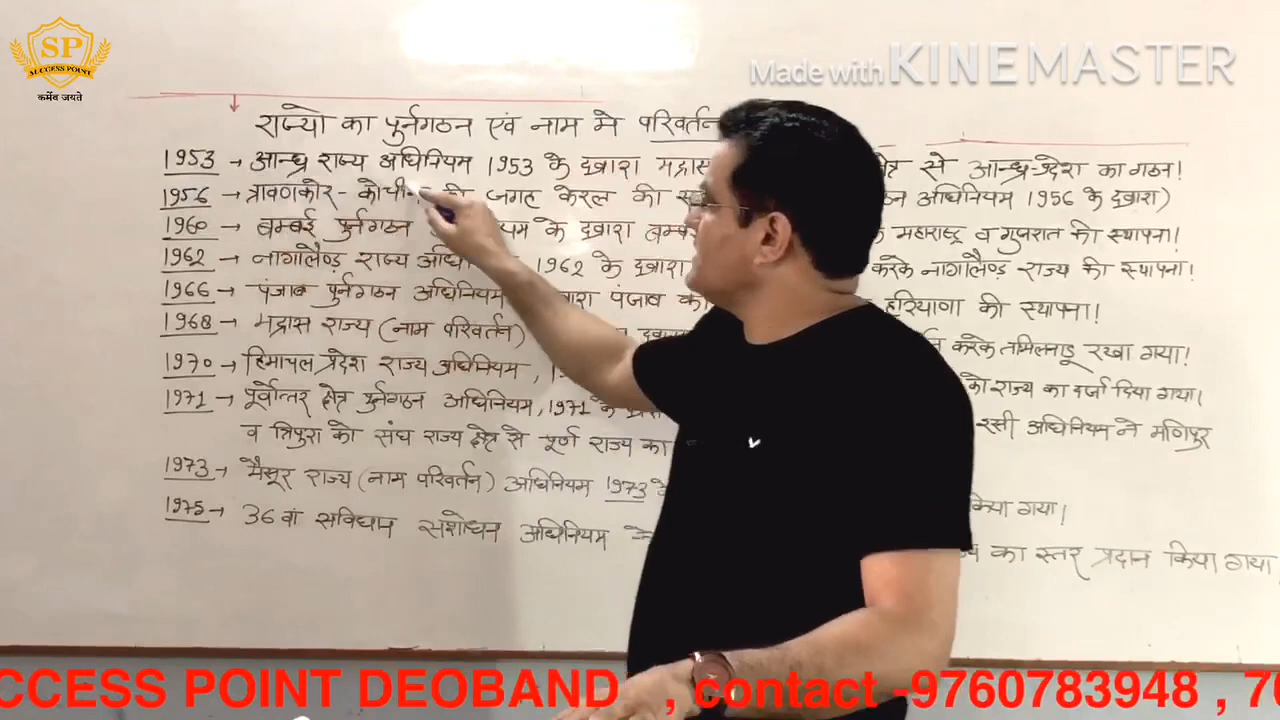 SP
SUCCESS POINT
कर्मेव जयते
Made with KINEMASTER
राज्यो का पुर्नगठन एवं नाम मे परिवर्तन
1953 → आन्ध्र राज्य अधिनियम 1953 के द्वारा मद्रास से आन्ध्र-प्रदेश का गठन!
1956 → त्रावणकोर - कोचीन की जगह केरल की अधिनियम 1956 के द्वारा)
1960 → बम्बई पुर्नगठन के द्वारा महाराष्ट्र व गुजरात की स्थापना!
1962 → नागालैण्ड़ राज्य 1962 के द्वारा करके नागालैण्ड़ राज्य की स्थापना!
1966 → पंजाब पुर्नगठन अधिनियम पंजाब को हरियाणा की स्थापना!
1968 → मद्रास राज्य (नाम परिवर्तन) करके तमिलनाडू रखा गया!
1970 → हिमाचल प्रदेश राज्य अधिनियम, को राज्य का दर्जा दिया गया।
1971 → पूर्वोन्तर क्षेत्र पुर्नगठन अधिनियम, 1971 के अधिनियम ने मणिपुर
व त्रिपुरा को संघ राज्य क्षेत्र से पूर्ण राज्य का
1973 → मैसूर राज्य (नाम परिवर्तन) अधिनियम 1973 किया गया।
1975 → 36 वां सविधान संशोधन अधिनियम के का स्तर प्रदान किया गया
CCESS POINT DEOBAND , contact -9760783948 , 70